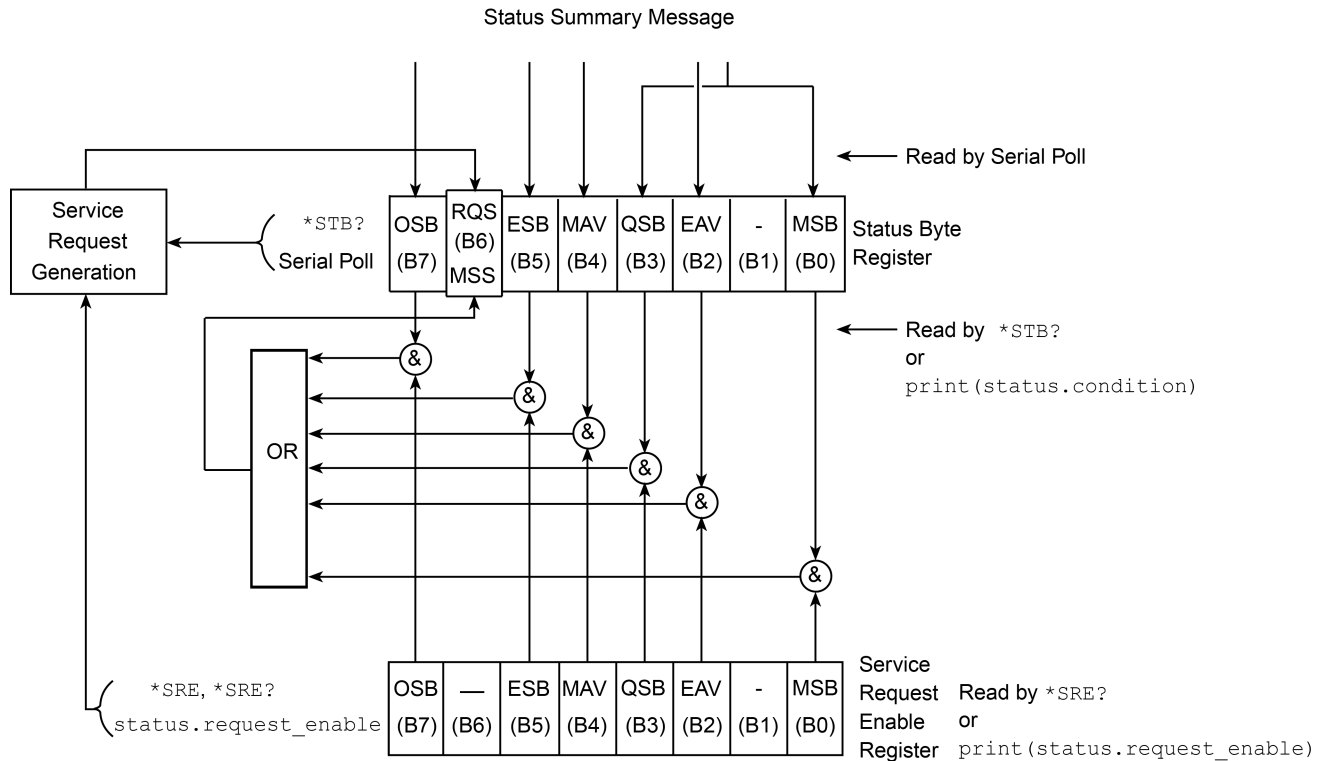 Status Summary Message
Read by Serial Poll
Service
Request
Generation
*STB?
Serial Poll
OSB
(B7)
RQS
(B6)
MSS
ESB
(B5)
MAV
(B4)
QSB
(B3)
EAV
(B2)
-
(B1)
MSB
(B0)
Status Byte
Register
Read by *STB?
or
print(status.condition)
&
&
&
&
&
&
OR
*SRE, *SRE?
status.request_enable
OSB
(B7)
—
(B6)
ESB
(B5)
MAV
(B4)
QSB
(B3)
EAV
(B2)
-
(B1)
MSB
(B0)
Service
Request
Enable
Register
Read by *SRE?
or
print(status.request_enable)